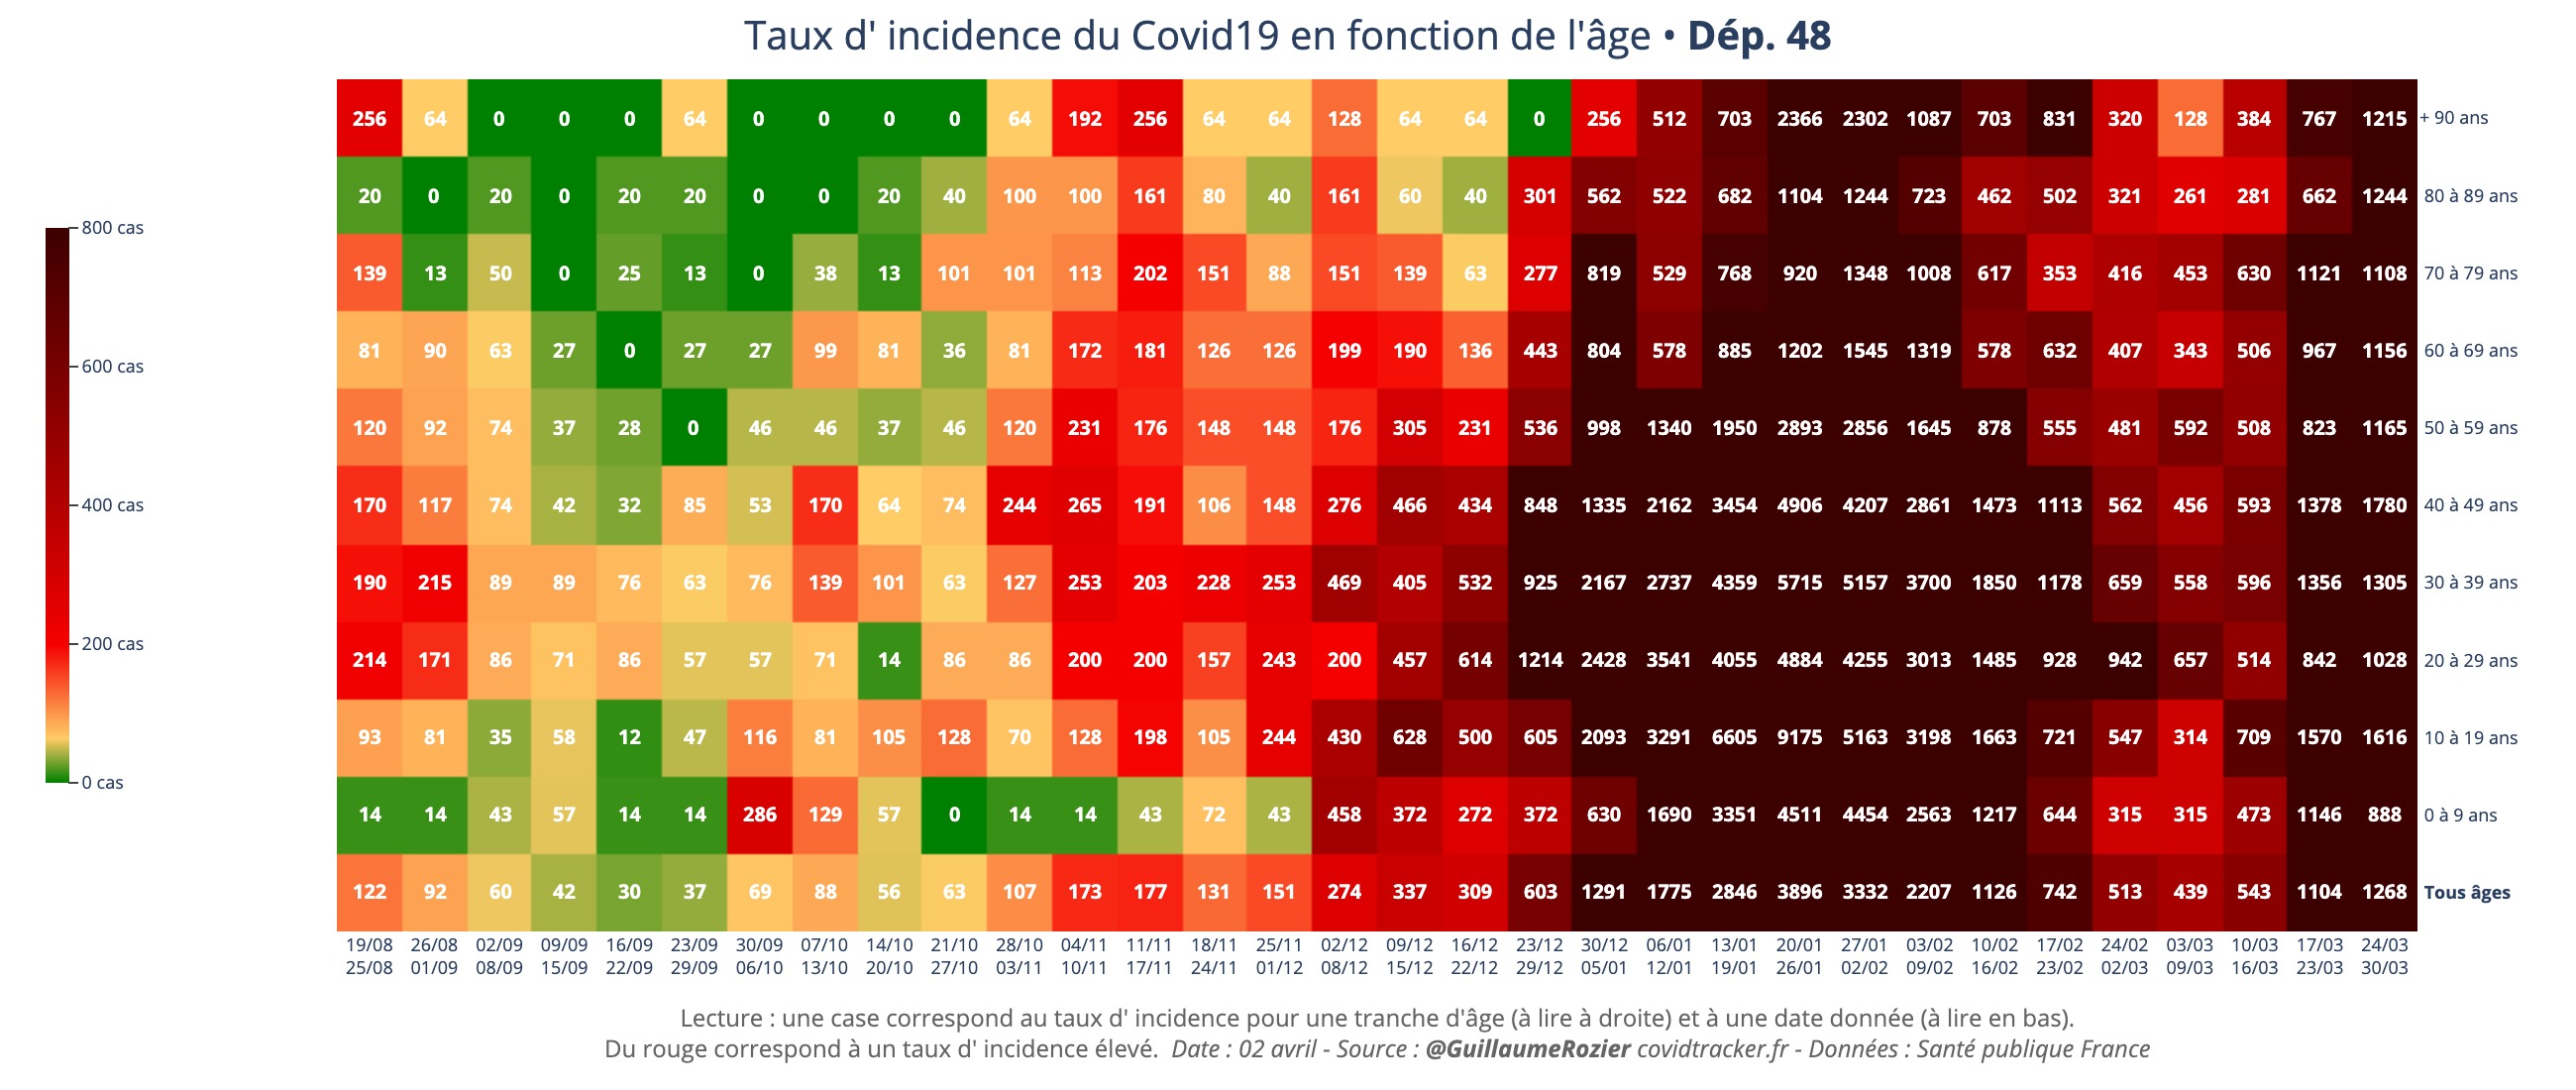 Taux d' incidence du Covid19 en fonction de l'âge • Dép. 48
800 cas
600 cas
400 cas
200 cas
0 cas
256 64 0 0 0 64 0 0 0 0 64 192 256 64 64 128 64 64 0 256 512 703 2366 2302 1087 703 831 320 128 384 767 1215 + 90 ans
20 0 20 0 20 20 0 0 20 40 100 100 161 80 40 161 60 40 301 562 522 682 1104 1244 723 462 502 321 261 281 662 1244 80 à 89 ans
139 13 50 0 25 13 0 38 13 101 101 113 202 151 88 151 139 63 277 819 529 768 920 1348 1008 617 353 416 453 630 1121 1108 70 à 79 ans
81 90 63 27 0 27 27 99 81 36 81 172 181 126 126 199 190 136 443 804 578 885 1202 1545 1319 578 632 407 343 506 967 1156 60 à 69 ans
120 92 74 37 28 0 46 46 37 46 120 231 176 148 148 176 305 231 536 998 1340 1950 2893 2856 1645 878 555 481 592 508 823 1165 50 à 59 ans
170 117 74 42 32 85 53 170 64 74 244 265 191 106 148 276 466 434 848 1335 2162 3454 4906 4207 2861 1473 1113 562 456 593 1378 1780 40 à 49 ans
190 215 89 89 76 63 76 139 101 63 127 253 203 228 253 469 405 532 925 2167 2737 4359 5715 5157 3700 1850 1178 659 558 596 1356 1305 30 à 39 ans
214 171 86 71 86 57 57 71 14 86 86 200 200 157 243 200 457 614 1214 2428 3541 4055 4884 4255 3013 1485 928 942 657 514 842 1028 20 à 29 ans
93 81 35 58 12 47 116 81 105 128 70 128 198 105 244 430 628 500 605 2093 3291 6605 9175 5163 3198 1663 721 547 314 709 1570 1616 10 à 19 ans
14 14 43 57 14 14 286 129 57 0 14 14 43 72 43 458 372 272 372 630 1690 3351 4511 4454 2563 1217 644 315 315 473 1146 888 0 à 9 ans
122 92 60 42 30 37 69 88 56 63 107 173 177 131 151 274 337 309 603 1291 1775 2846 3896 3332 2207 1126 742 513 439 543 1104 1268 Tous âges
19/08 26/08 02/09 09/09 16/09 23/09 30/09 07/10 14/10 21/10 28/10 04/11 11/11 18/11 25/11 02/12 09/12 16/12 23/12 30/12 06/01 13/01 20/01 27/01 03/02 10/02 17/02 24/02 03/03 10/03 17/03 24/03
25/08 01/09 08/09 15/09 22/09 29/09 06/10 13/10 20/10 27/10 03/11 10/11 17/11 24/11 01/12 08/12 15/12 22/12 29/12 05/01 12/01 19/01 26/01 02/02 09/02 16/02 23/02 02/03 09/03 16/03 23/03 30/03
Lecture : une case correspond au taux d' incidence pour une tranche d'âge (à lire à droite) et à une date donnée (à lire en bas).
Du rouge correspond à un taux d' incidence élevé. Date : 02 avril - Source : @GuillaumeRozier covidtracker.fr - Données : Santé publique France